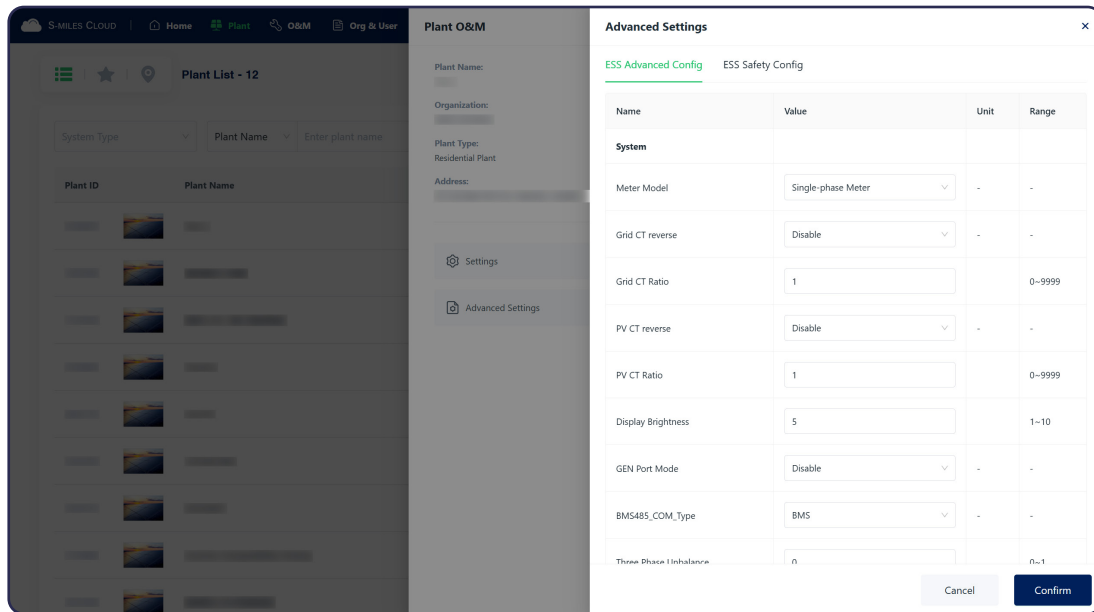 S-MILES CLOUD | Home Plant O&M Org & User
Plant List - 12
System Type Plant Name Enter plant name
Plant ID Plant Name
Plant O&M
Plant Name:
Organization:
Plant Type:
Residential Plant
Address:
Settings
Advanced Settings
Advanced Settings ×
ESS Advanced Config ESS Safety Config
Name Value Unit Range
System
Meter Model Single-phase Meter - -
Grid CT reverse Disable - -
Grid CT Ratio 1 0~9999
PV CT reverse Disable - -
PV CT Ratio 1 0~9999
Display Brightness 5 1~10
GEN Port Mode Disable - -
BMS485_COM_Type BMS - -
Three Phase Unbalance 0 0~1
Cancel Confirm